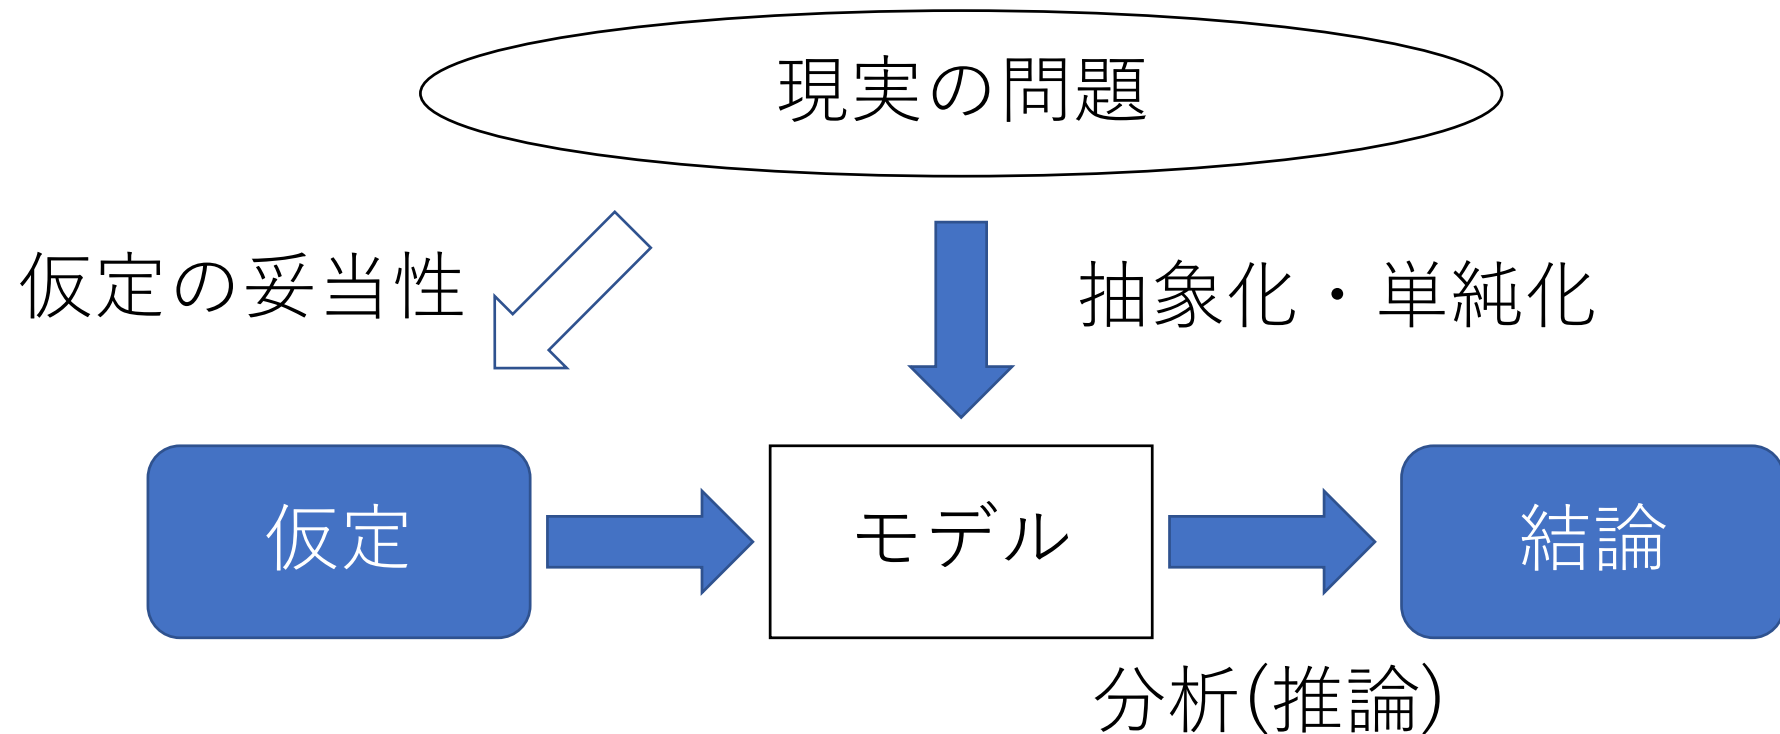 現実の問題
仮定の妥当性
抽象化・単純化
仮定
モデル
結論
分析(推論)